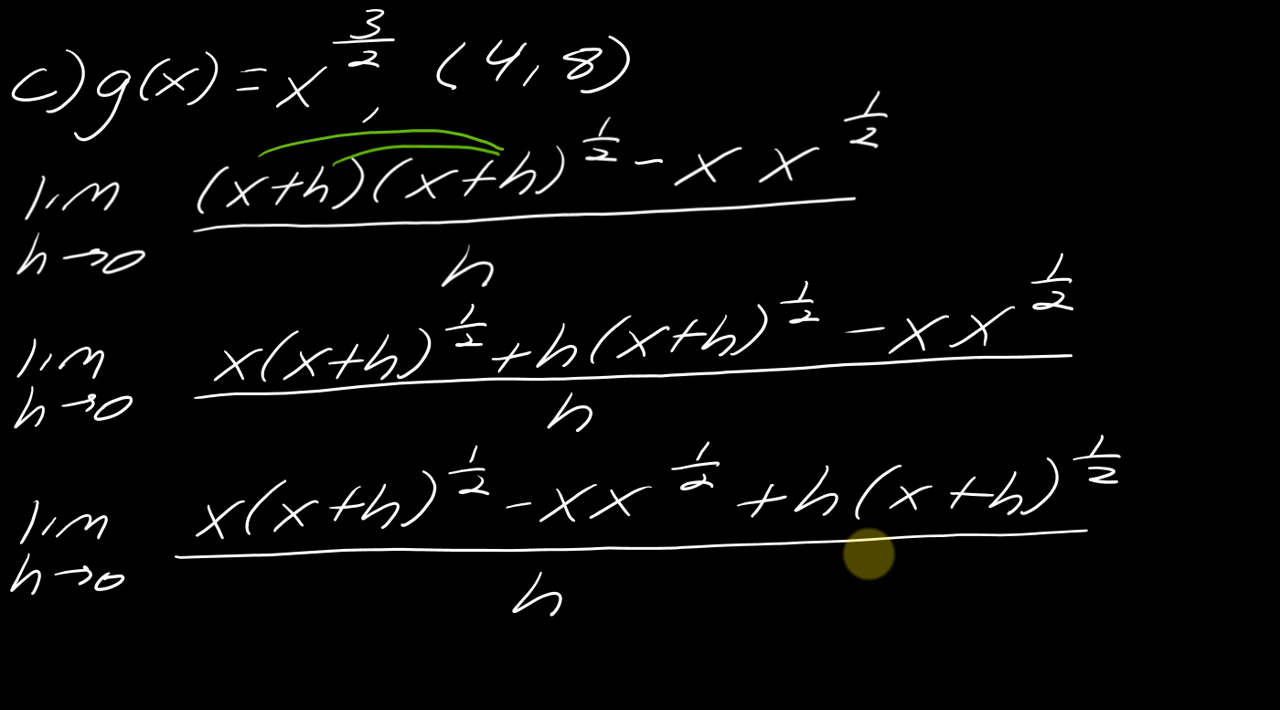 c) g(x) = x^{3/2} (4, 8)
lim h→0 ((x+h)(x+h)^{1/2} - x x^{1/2}) / h
lim h→0 (x(x+h)^{1/2} + h(x+h)^{1/2} - x x^{1/2}) / h
lim h→0 (x(x+h)^{1/2} - x x^{1/2} + h(x+h)^{1/2}) / h